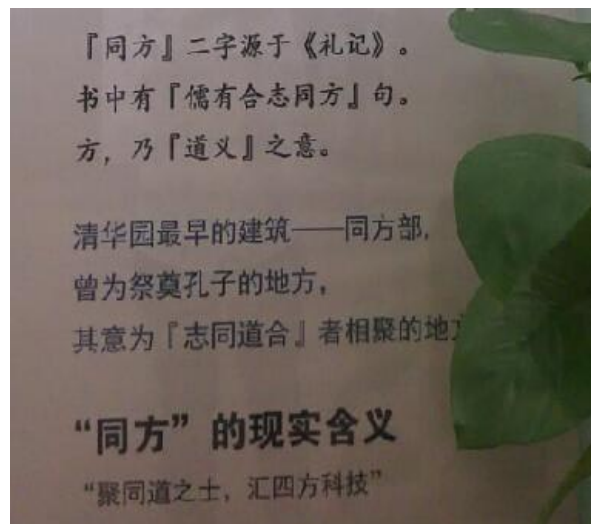 『同方』二字源于《礼记》。
书中有『儒有合志同方』句。
方，乃『道义』之意。
清华园最早的建筑——同方部，
曾为祭奠孔子的地方，
其意为『志同道合』者相聚的地
“同方”的现实含义
“聚同道之士，汇四方科技”